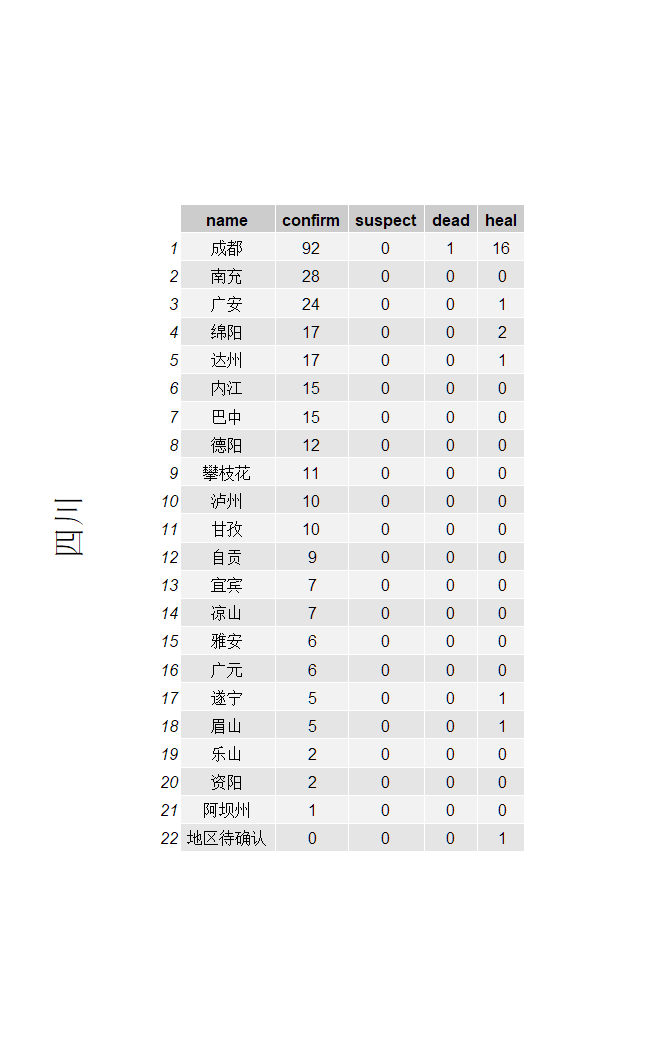 四川
name confirm suspect dead heal
1 成都 92 0 1 16
2 南充 28 0 0 0
3 广安 24 0 0 1
4 绵阳 17 0 0 2
5 达州 17 0 0 1
6 内江 15 0 0 0
7 巴中 15 0 0 0
8 德阳 12 0 0 0
9 攀枝花 11 0 0 0
10 泸州 10 0 0 0
11 甘孜 10 0 0 0
12 自贡 9 0 0 0
13 宜宾 7 0 0 0
14 凉山 7 0 0 0
15 雅安 6 0 0 0
16 广元 6 0 0 0
17 遂宁 5 0 0 1
18 眉山 5 0 0 1
19 乐山 2 0 0 0
20 资阳 2 0 0 0
21 阿坝州 1 0 0 0
22 地区待确认 0 0 0 1